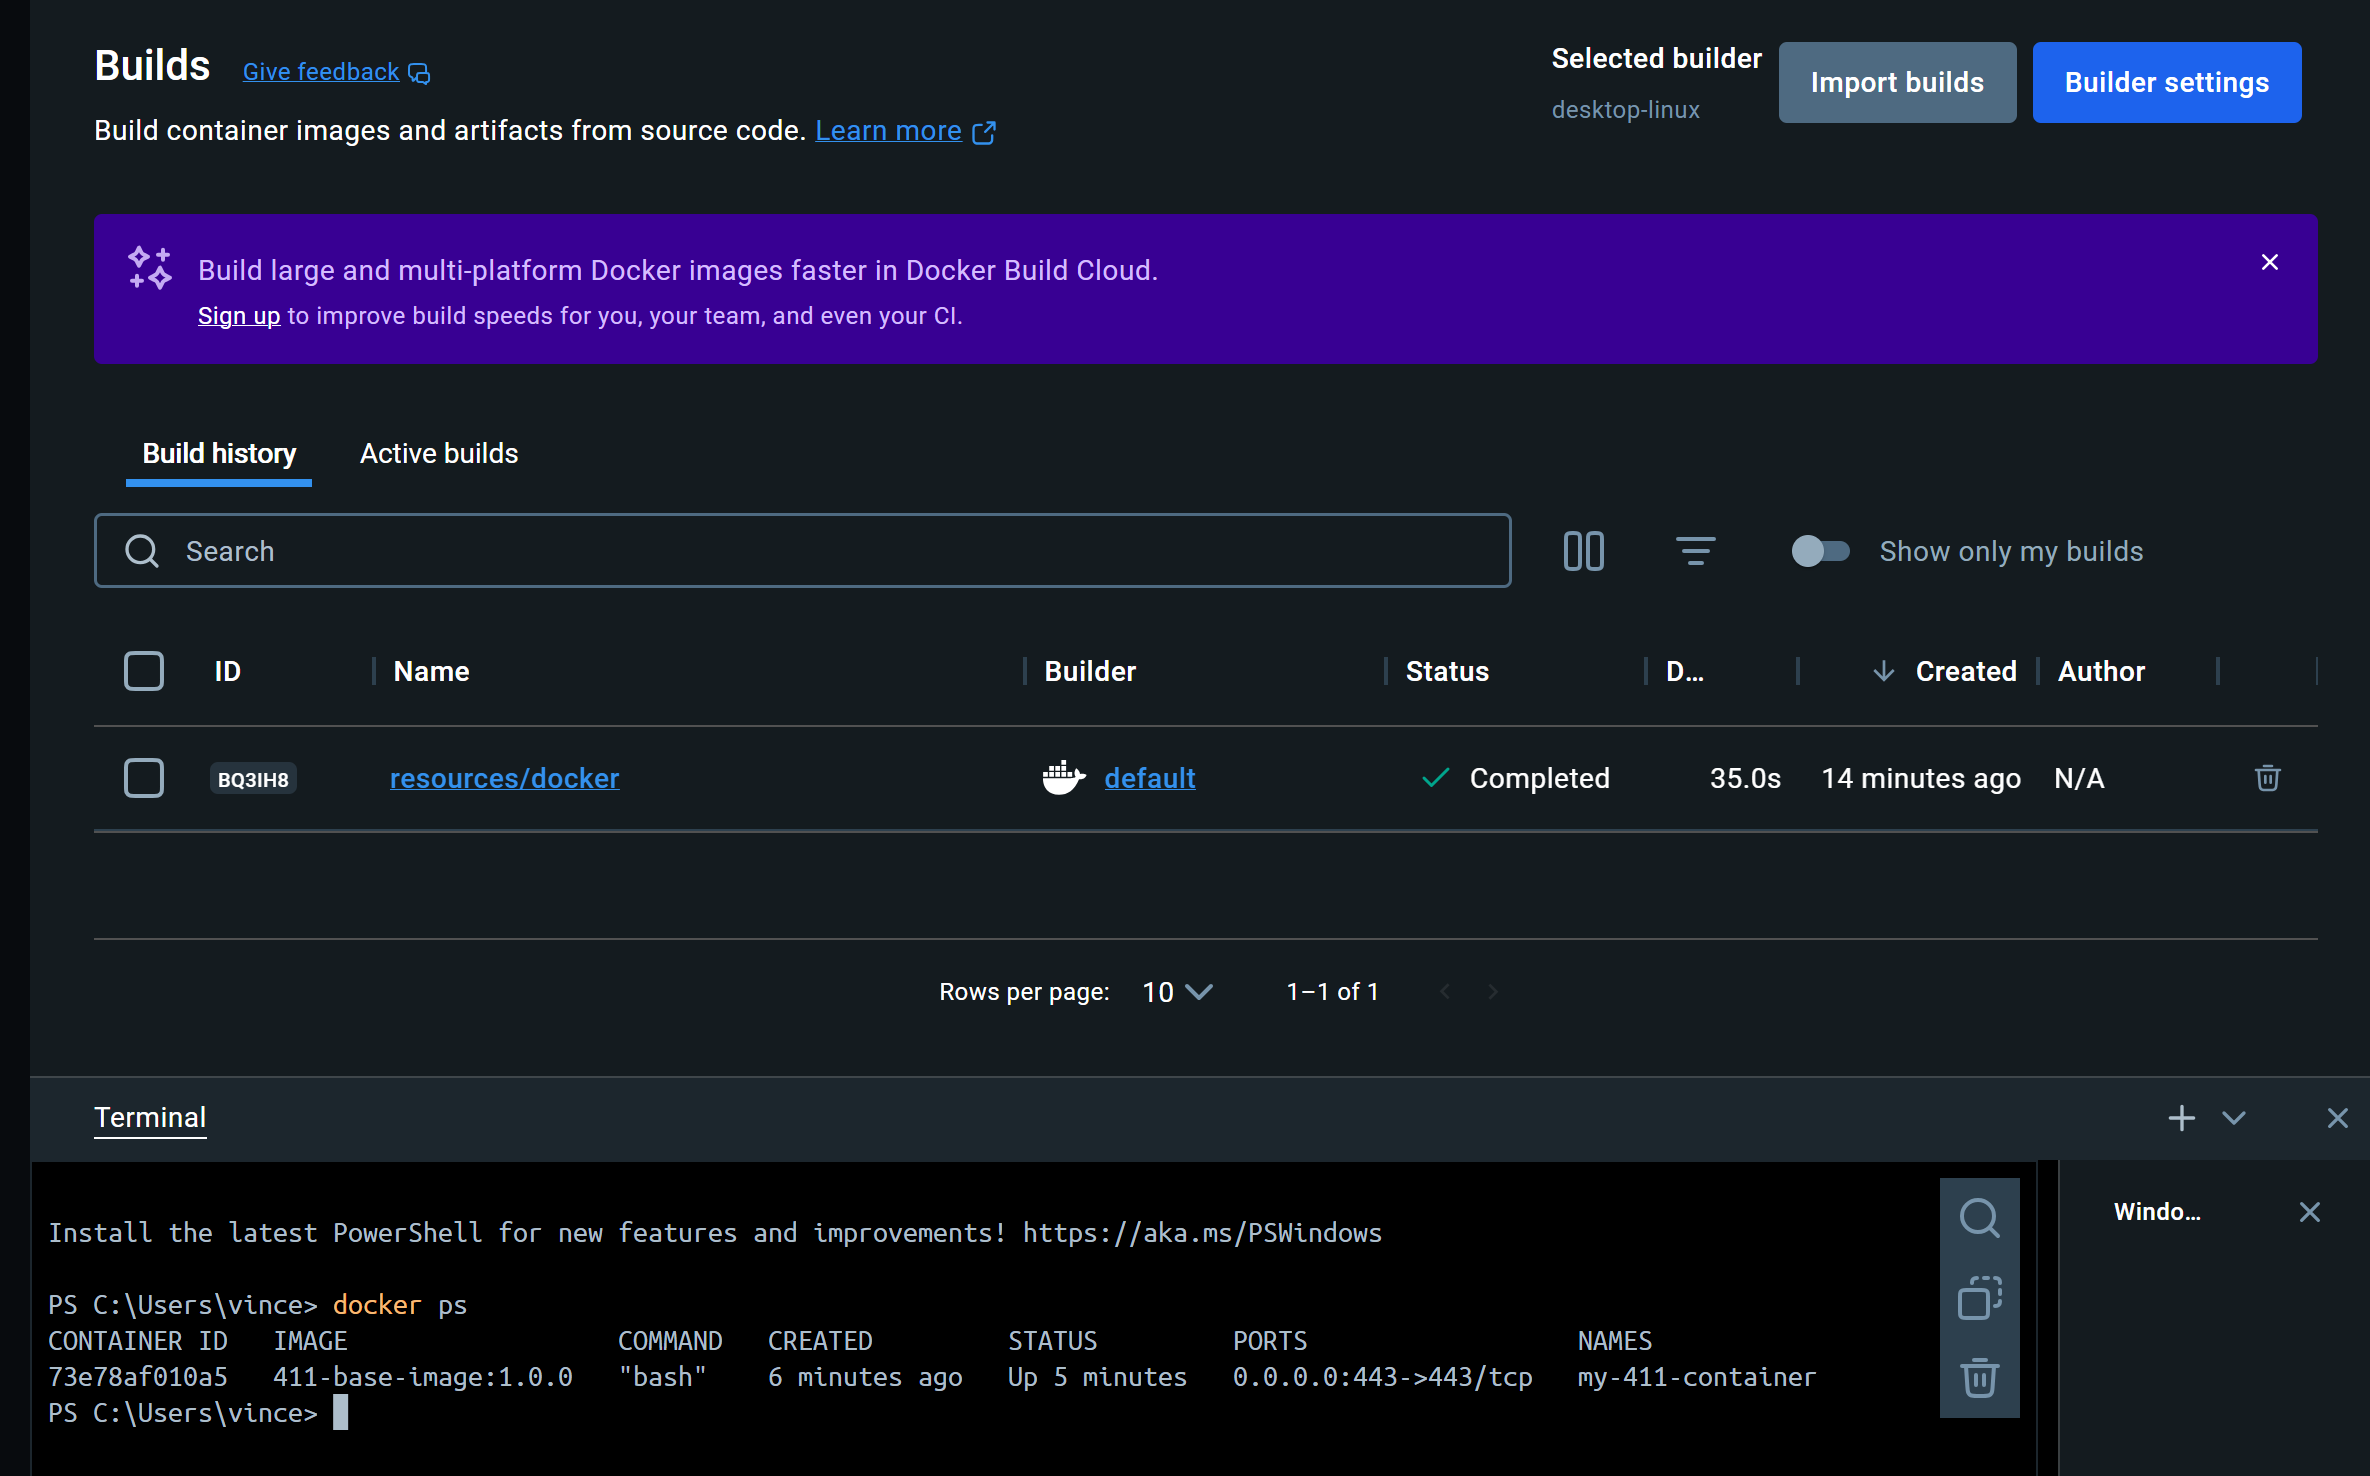 Builds Give feedback
Selected builder
desktop-linux
Import builds
Builder settings
Build container images and artifacts from source code. Learn more
Build large and multi-platform Docker images faster in Docker Build Cloud.
Sign up to improve build speeds for you, your team, and even your CI.
Build history Active builds
Search
Show only my builds
ID Name Builder Status D... Created Author
BQ3IH8 resources/docker default Completed 35.0s 14 minutes ago N/A
Rows per page: 10 1–1 of 1
Terminal
Install the latest PowerShell for new features and improvements! https://aka.ms/PSWindows
Windo...
PS C:\Users\vince> docker ps
CONTAINER ID IMAGE COMMAND CREATED STATUS PORTS NAMES
73e78af010a5 411-base-image:1.0.0 "bash" 6 minutes ago Up 5 minutes 0.0.0.0:443->443/tcp my-411-container
PS C:\Users\vince>